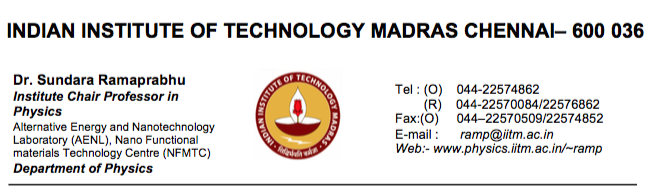 INDIAN INSTITUTE OF TECHNOLOGY MADRAS CHENNAI– 600 036
Dr. Sundara Ramaprabhu
Institute Chair Professor in
Physics
Alternative Energy and Nanotechnology
Laboratory (AENL), Nano Functional
materials Technology Centre (NFMTC)
Department of Physics
INDIAN INSTITUTE OF TECHNOLOGY MADRAS
सिद्धिर्भवति कर्मजा
Tel : (O) 044-22574862
(R) 044-22570084/22576862
Fax:(O) 044–22570509/22574852
E-mail : ramp@iitm.ac.in
Web:- www.physics.iitm.ac.in/~ramp